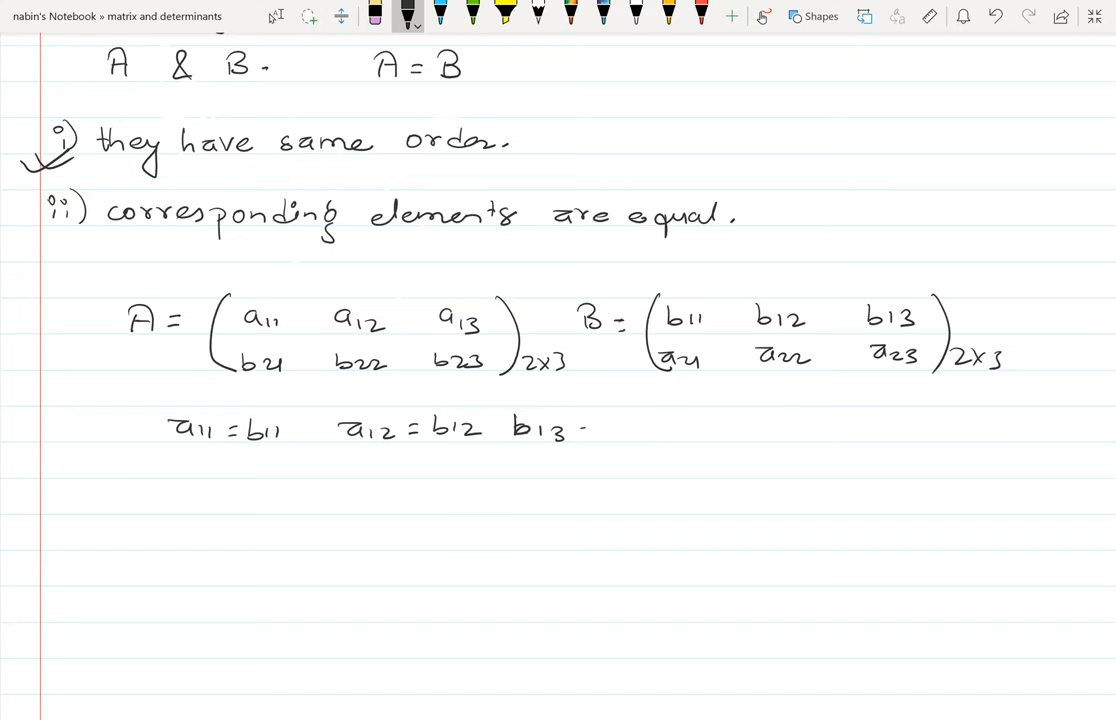 nabin's Notebook » matrix and determinants
Shapes
A & B. A = B
i) they have same order.
ii) corresponding elements are equal.
A = ( a11 a12 a13 B = ( b11 b12 b13
b21 b22 b23 )2x3 a21 a22 a23 )2x3
a11 = b11 a12 = b12 b13 -